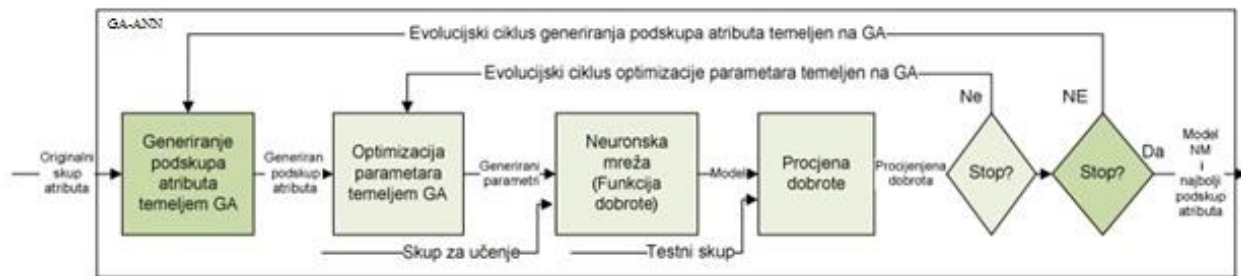 GA-ANN
Evolucijski ciklus generiranja podskupa atributa temeljen na GA
Evolucijski ciklus optimizacije parametara temeljen na GA
Ne
NE
Originalni
skup
atributa
Generiranje
podskupa
atributa
temeljem GA
Generiran
podskup
atributa
Optimizacija
parametara
temeljem GA
Generirani
parametri
Neuronska
mreža
(Funkcija
dobrote)
Model
Procjena
dobrote
Procijenjena
dobrota
Stop?
Stop?
Da
Model
NM
i
najbolji
podskup
atributa
Skup za učenje
Testni skup